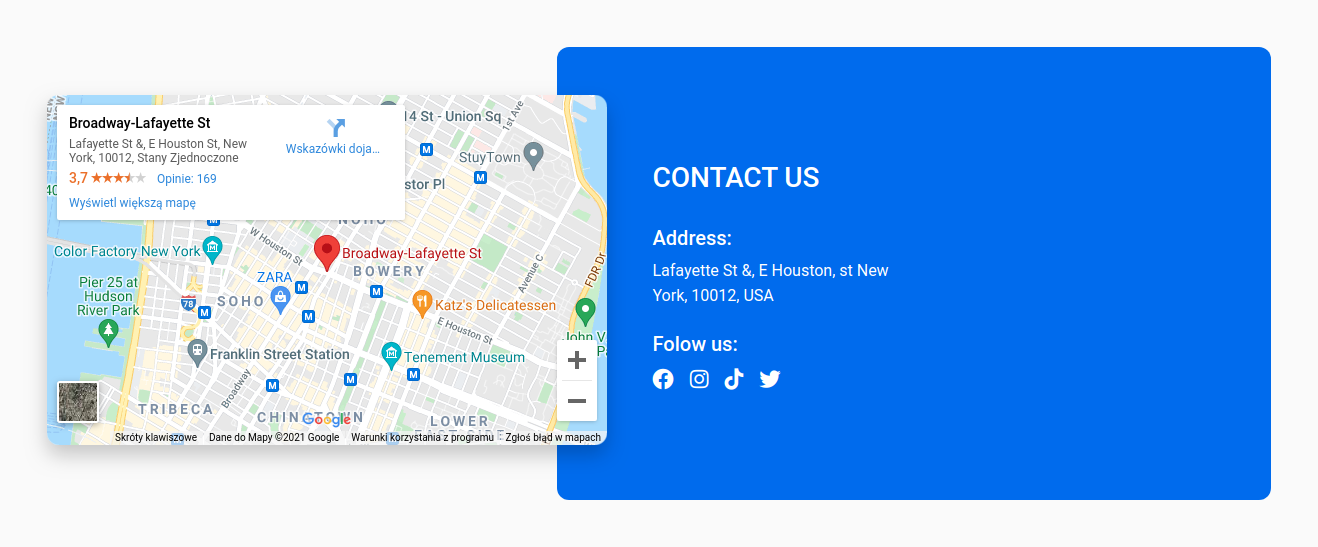 Broadway-Lafayette St
Lafayette St &, E Houston St, New
York, 10012, Stany Zjednoczone
3,7
Opinie: 169
Wyświetl większą mapę
Wskazówki doja...
14 St - Union Sq
1st Ave
StuyTown
stor Pl
NOHO
Color Factory New York
W Houston St
Broadway-Lafayette St
BOWERY
Avenue C
FDR Dr
ZARA
Pier 25 at
Hudson
River Park
78
SOHO
Katz's Delicatessen
E Houston St
John V
Franklin Street Station
Tenement Museum
Broadway
TRIBECA
CHINATOWN
Google
LOWER
EAST SIDE
Skróty klawiszowe
Dane do Mapy ©2021 Google
Warunki korzystania z programu
Zgłoś błąd w mapach
CONTACT US
Address:
Lafayette St &, E Houston, st New
York, 10012, USA
Folow us: